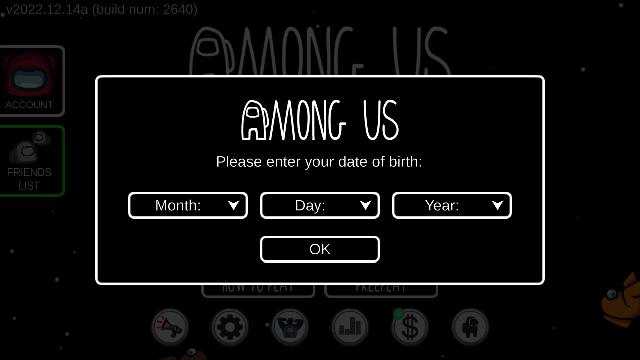 v2022.12.14a (build num: 2640)
AMONG US
ACCOUNT
FRIENDS
LIST
AMONG US
Please enter your date of birth:
Month: Day: Year:
OK
HOW TO PLAY FREEPLAY